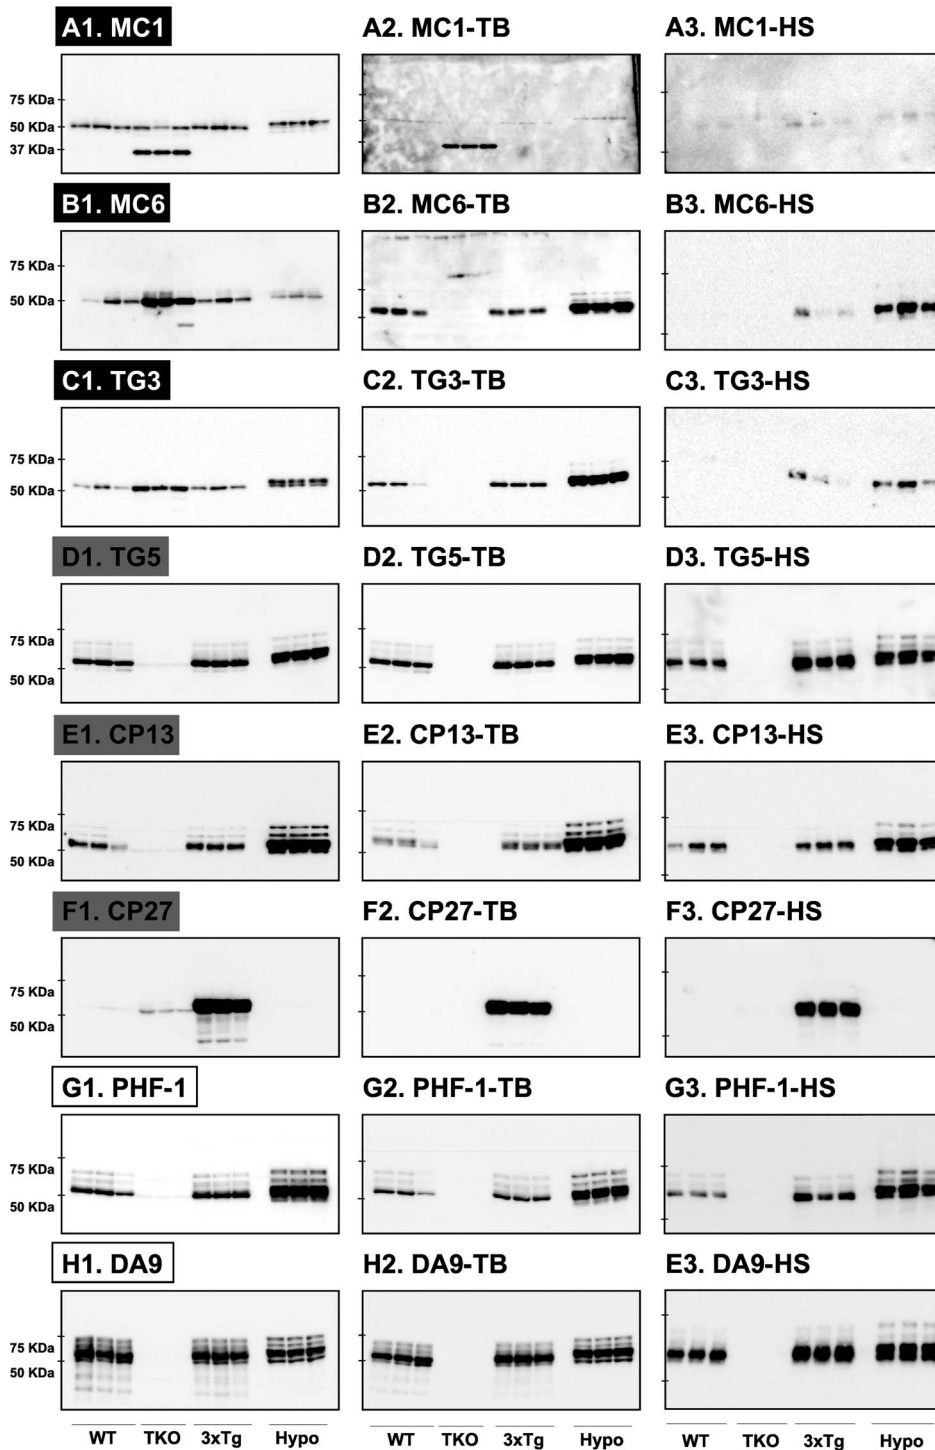 A1. MC1 A2. MC1-TB A3. MC1-HS
75 KDa
50 KDa
37 KDa
B1. MC6 B2. MC6-TB B3. MC6-HS
75 KDa
50 KDa
C1. TG3 C2. TG3-TB C3. TG3-HS
75 KDa
50 KDa
D1. TG5 D2. TG5-TB D3. TG5-HS
75 KDa
50 KDa
E1. CP13 E2. CP13-TB E3. CP13-HS
75 KDa
50 KDa
F1. CP27 F2. CP27-TB F3. CP27-HS
75 KDa
50 KDa
G1. PHF-1 G2. PHF-1-TB G3. PHF-1-HS
75 KDa
50 KDa
H1. DA9 H2. DA9-TB E3. DA9-HS
75 KDa
50 KDa
WT TKO 3xTg Hypo WT TKO 3xTg Hypo WT TKO 3xTg Hypo